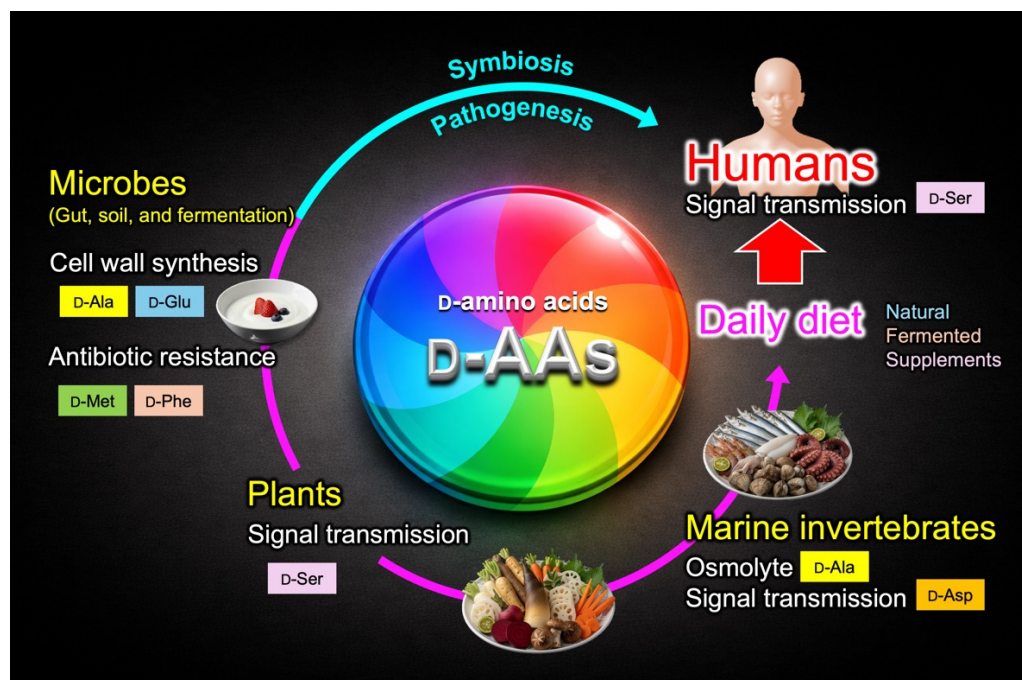 Symbiosis
Pathogenesis
Humans
Signal transmission D-Ser
Microbes
(Gut, soil, and fermentation)
Cell wall synthesis
D-Ala D-Glu
Antibiotic resistance
D-Met D-Phe
D-amino acids
D-AAs
Daily diet
Natural
Fermented
Supplements
Plants
Signal transmission
D-Ser
Marine invertebrates
Osmolyte D-Ala
Signal transmission D-Asp